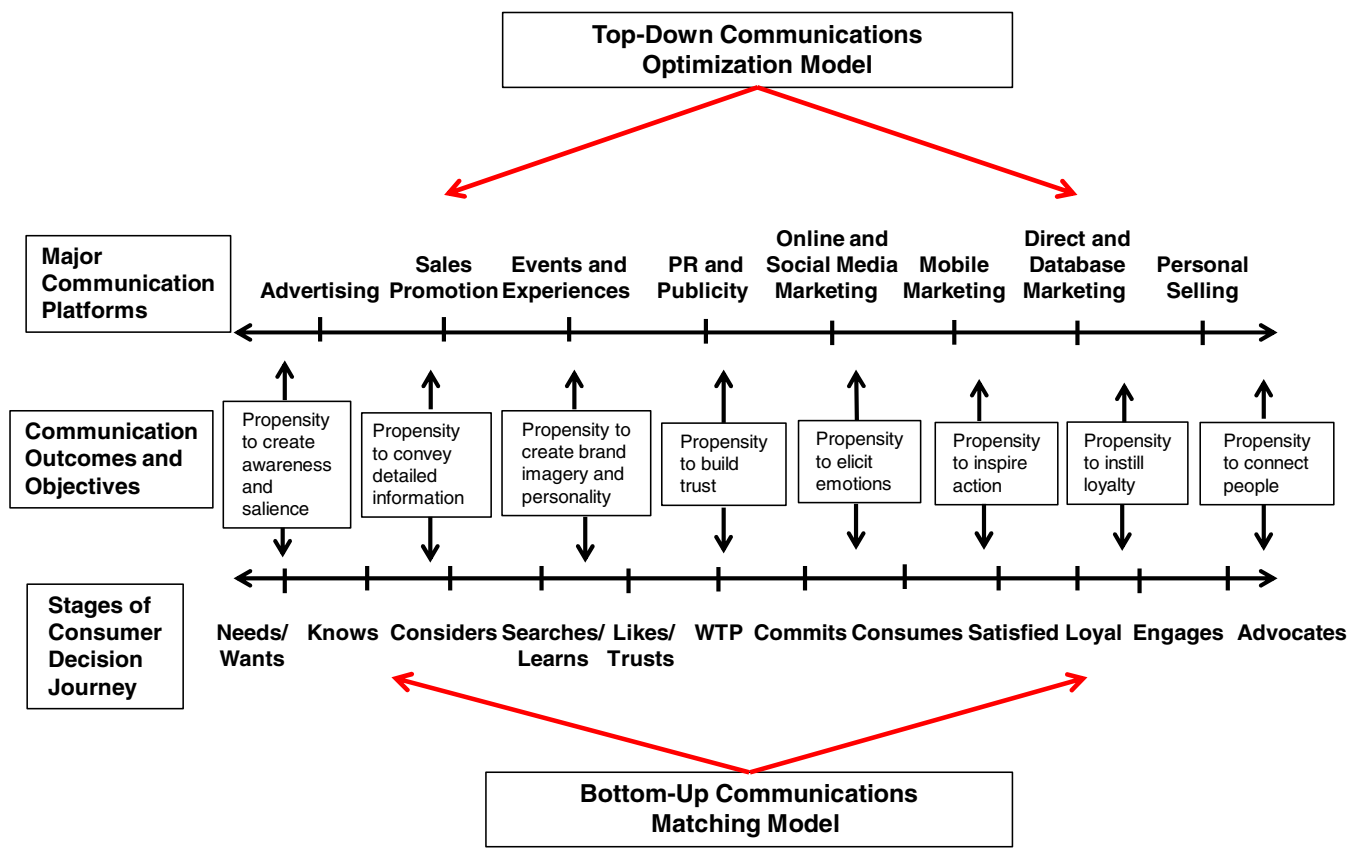 Top-Down Communications
Optimization Model
Major
Communication
Platforms
Advertising
Sales
Promotion
Events and
Experiences
PR and
Publicity
Online and
Social Media
Marketing
Mobile
Marketing
Direct and
Database
Marketing
Personal
Selling
Communication
Outcomes and
Objectives
Propensity
to create
awareness
and
salience
Propensity
to convey
detailed
information
Propensity to
create brand
imagery and
personality
Propensity
to build
trust
Propensity
to elicit
emotions
Propensity
to inspire
action
Propensity
to instill
loyalty
Propensity
to connect
people
Stages of
Consumer
Decision
Journey
Needs/
Wants
Knows
Considers
Searches/
Learns
Likes/
Trusts
WTP
Commits
Consumes
Satisfied
Loyal
Engages
Advocates
Bottom-Up Communications
Matching Model